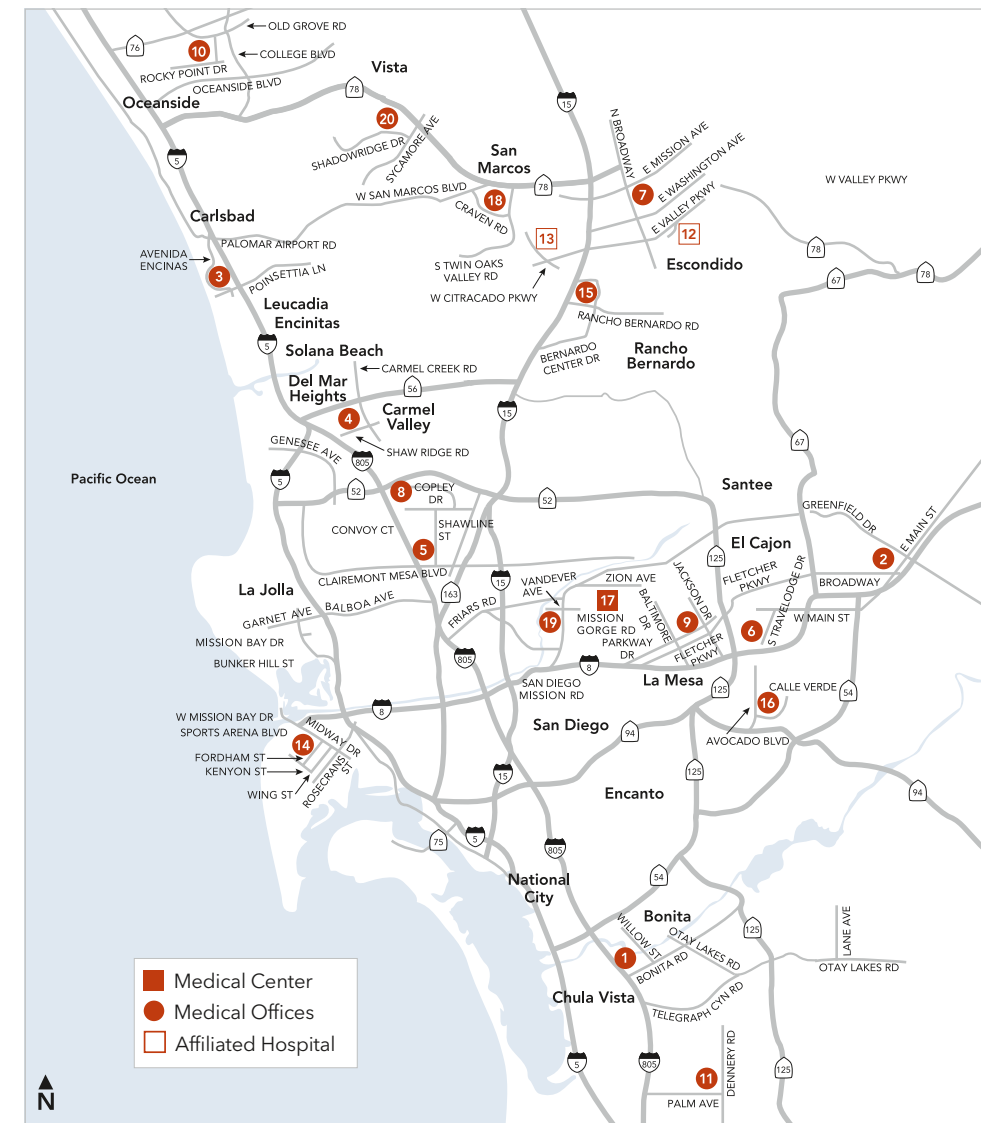 OLD GROVE RD
76
10
COLLEGE BLVD
ROCKY POINT DR
OCEANSIDE BLVD
Vista
78
15
Oceanside
20
N BROADWAY
E MISSION AVE
SHADOWRIDGE DR
SYCAMORE AVE
5
San
Marcos
E WASHINGTON AVE
W VALLEY PKWY
W SAN MARCOS BLVD
78
7
18
E VALLEY PKWY
CRAVEN RD
Carlsbad
13
12
78
PALOMAR AIRPORT RD
AVENIDA
ENCINAS
S TWIN OAKS
VALLEY RD
Escondido
3
POINSETTIA LN
67
78
W CITRACADO PKWY
15
Leucadia
Encinitas
RANCHO BERNARDO RD
5
Solana Beach
BERNARDO
CENTER DR
Rancho
Bernardo
CARMEL CREEK RD
Del Mar
Heights
56
4
Carmel
Valley
15
SHAW RIDGE RD
67
GENESEE AVE
805
Pacific Ocean
5
52
8
COPLEY
DR
52
Santee
GREENFIELD DR
E MAIN ST
CONVOY CT
SHAWLINE
ST
5
El Cajon
125
2
CLAIREMONT MESA BLVD
15
VANDEVER
AVE
ZION AVE
JACKSON DR
FLETCHER
PKWY
BROADWAY
La Jolla
163
17
BALTIMORE
DR
S TRAVELODGE DR
GARNET AVE
BALBOA AVE
FRIARS RD
19
MISSION
GORGE RD
9
W MAIN ST
6
MISSION BAY DR
PARKWAY
DR
FLETCHER
PKWY
BUNKER HILL ST
805
8
SAN DIEGO
MISSION RD
La Mesa
125
CALLE VERDE
54
16
W MISSION BAY DR
8
SPORTS ARENA BLVD
MIDWAY DR
San Diego
94
AVOCADO BLVD
14
FORDHAM ST
KENYON ST
WING ST
ROSECRANS
ST
15
125
Encanto
94
75
5
805
National
City
54
Bonita
WILLOW ST
OTAY LAKES RD
125
LANE AVE
1
BONITA RD
OTAY LAKES RD
Medical Center
Chula Vista
TELEGRAPH CYN RD
Medical Offices
Affiliated Hospital
5
805
DENNERY RD
125
11
PALM AVE
N